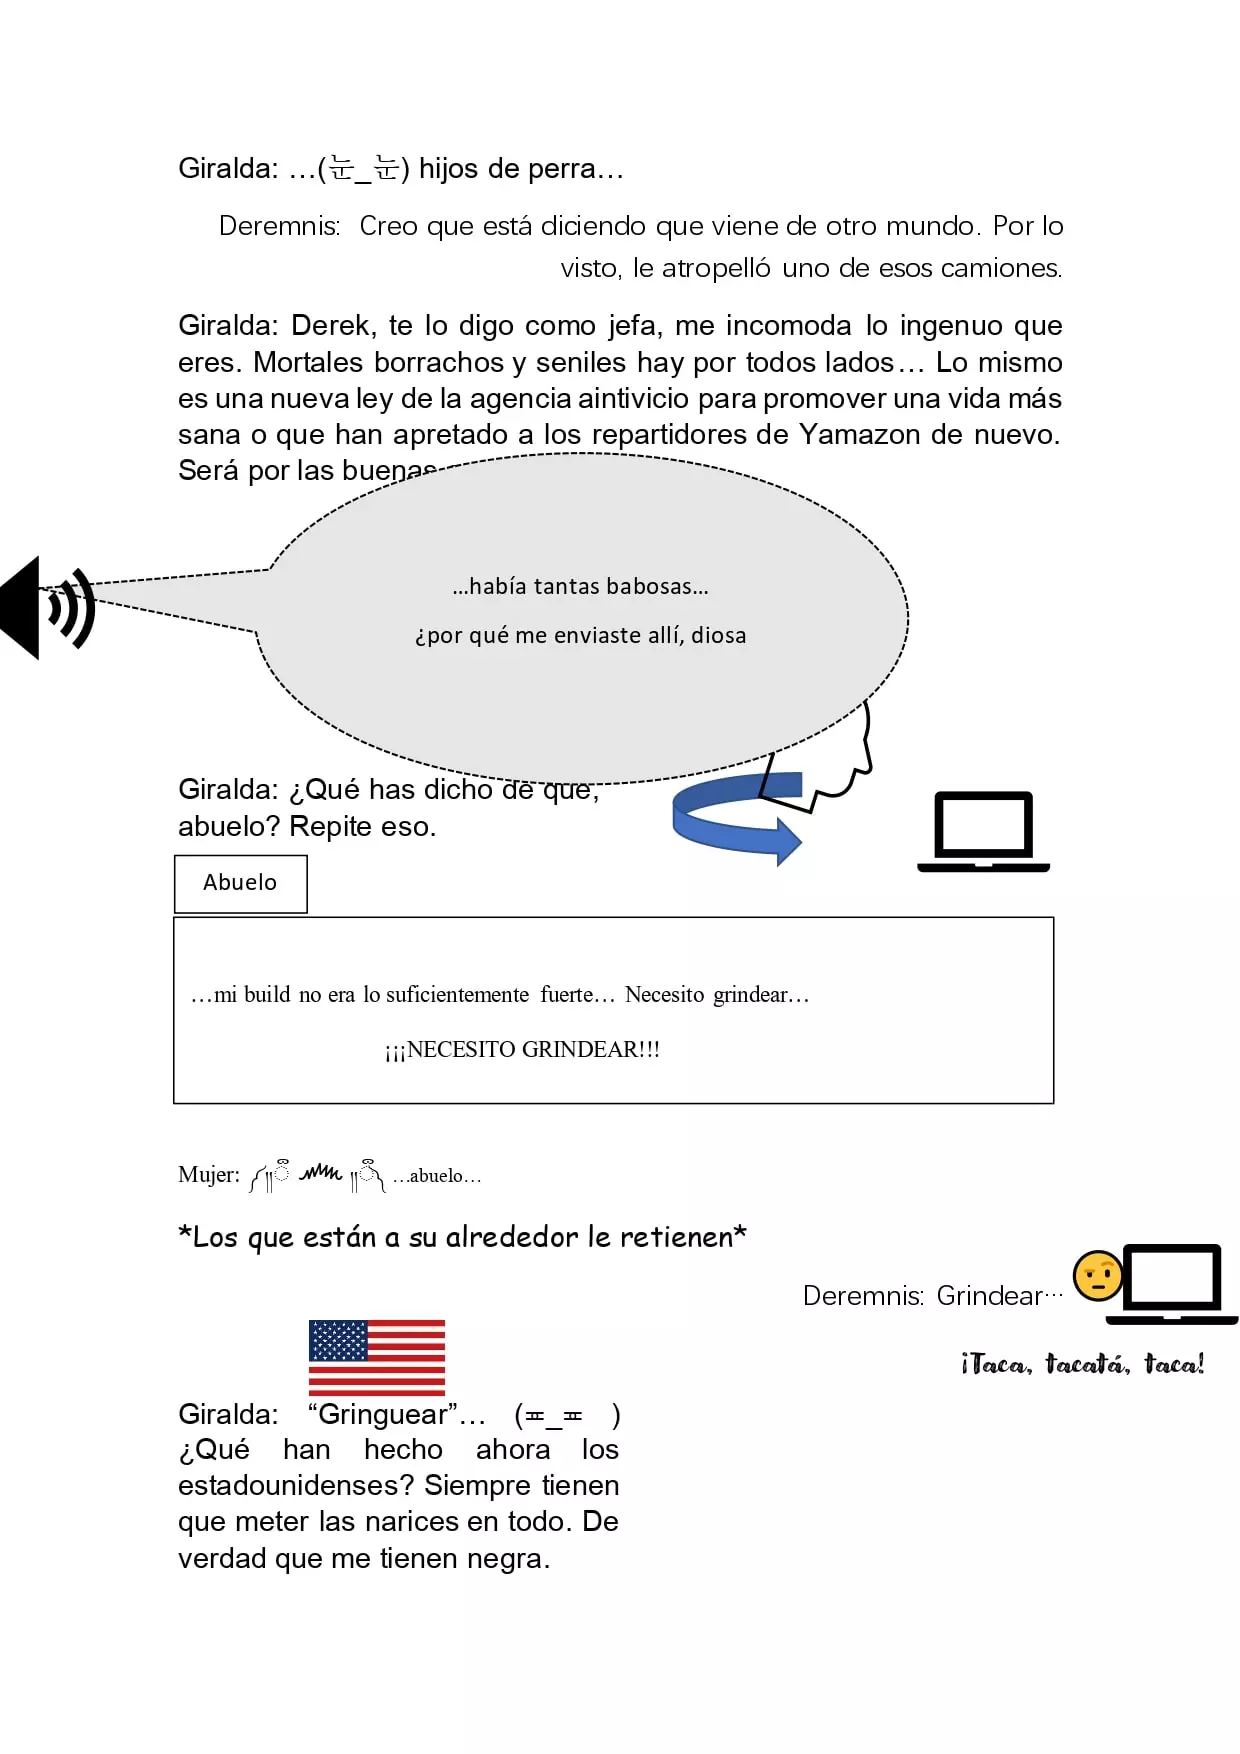 Giralda: …(눈_눈) hijos de perra…
Deremnis: Creo que está diciendo que viene de otro mundo. Por lo
visto, le atropelló uno de esos camiones.
Giralda: Derek, te lo digo como jefa, me incomoda lo ingenuo que
eres. Mortales borrachos y seniles hay por todos lados… Lo mismo
es una nueva ley de la agencia aintivicio para promover una vida más
sana o que han apretado a los repartidores de Yamazon de nuevo.
Será por las buenas
…había tantas babosas…
¿por qué me enviaste allí, diosa
Giralda: ¿Qué has dicho de que,
abuelo? Repite eso.
Abuelo
…mi build no era lo suficientemente fuerte… Necesito grindear…
¡¡¡NECESITO GRINDEAR!!!
Mujer: …abuelo…
*Los que están a su alrededor le retienen*
Deremnis: Grindear…
¡Taca, tacatá, taca!
Giralda: “Gringuear”… (ㅍ_ㅍ )
¿Qué han hecho ahora los
estadounidenses? Siempre tienen
que meter las narices en todo. De
verdad que me tienen negra.